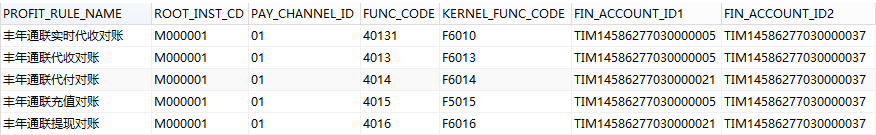 PROFIT_RULE_NAME ROOT_INST_CD PAY_CHANNEL_ID FUNC_CODE KERNEL_FUNC_CODE FIN_ACCOUNT_ID1 FIN_ACCOUNT_ID2
丰年通联实时代收对账 M000001 01 40131 F6010 TIM14586277030000005 TIM14586277030000037
丰年通联代收对账 M000001 01 4013 F6013 TIM14586277030000005 TIM14586277030000037
丰年通联代付对账 M000001 01 4014 F6014 TIM14586277030000021 TIM14586277030000037
丰年通联充值对账 M000001 01 4015 F5015 TIM14586277030000005 TIM14586277030000037
丰年通联提现对账 M000001 01 4016 F6016 TIM14586277030000021 TIM14586277030000037